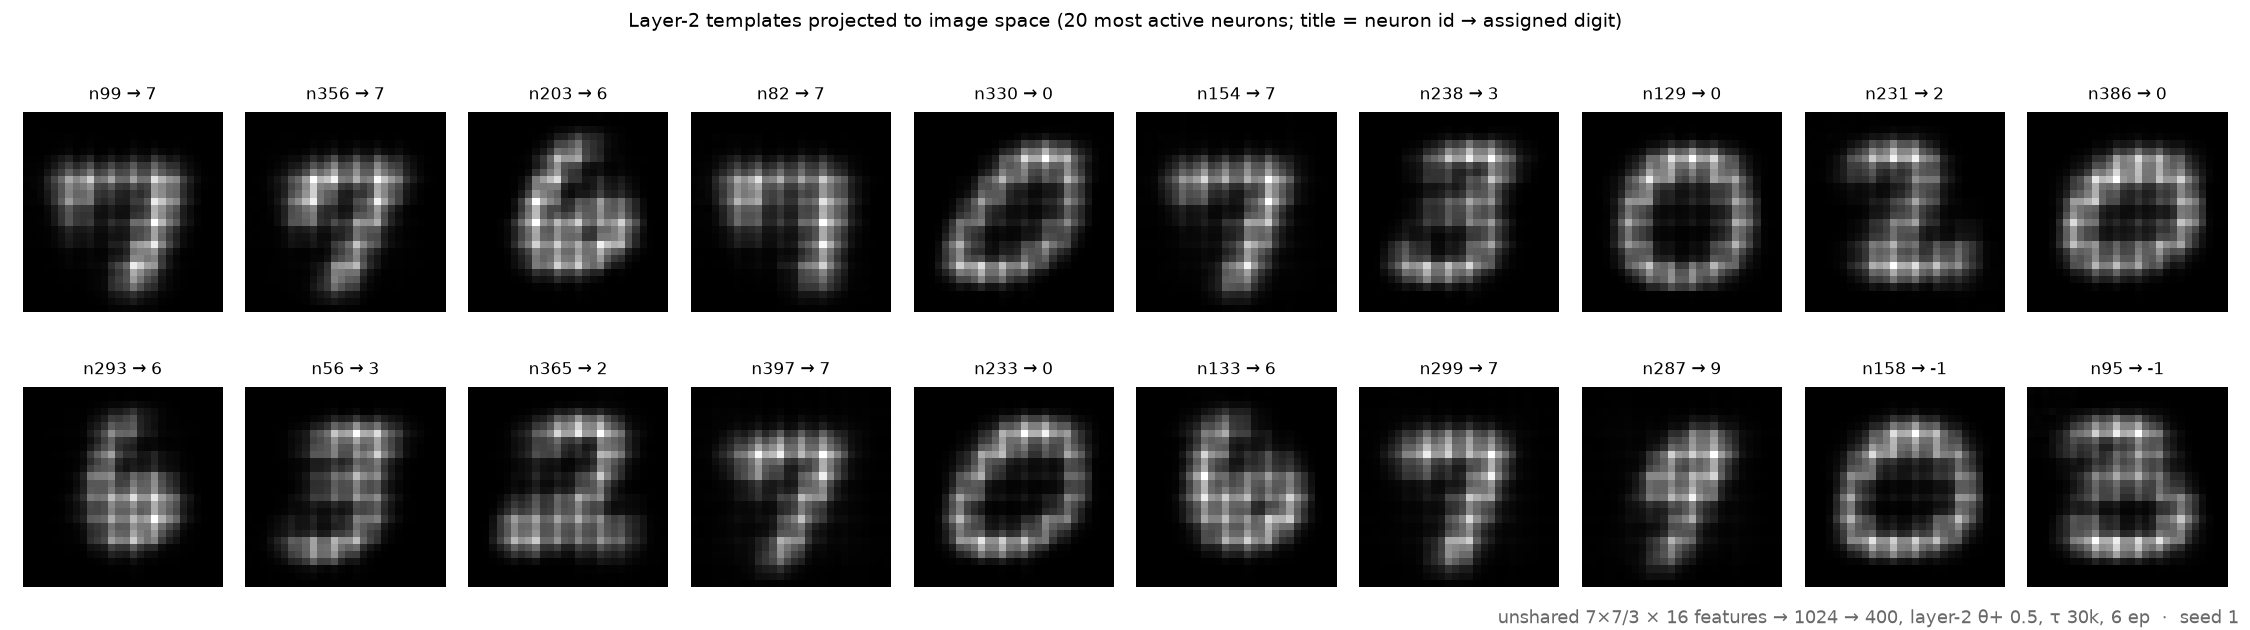 Layer-2 templates projected to image space (20 most active neurons; title = neuron id → assigned digit)
n99 → 7 n356 → 7 n203 → 6 n82 → 7 n330 → 0 n154 → 7 n238 → 3 n129 → 0 n231 → 2 n386 → 0
n293 → 6 n56 → 3 n365 → 2 n397 → 7 n233 → 0 n133 → 6 n299 → 7 n287 → 9 n158 → -1 n95 → -1
unshared 7×7/3 × 16 features → 1024 → 400, layer-2 θ+ 0.5, τ 30k, 6 ep · seed 1